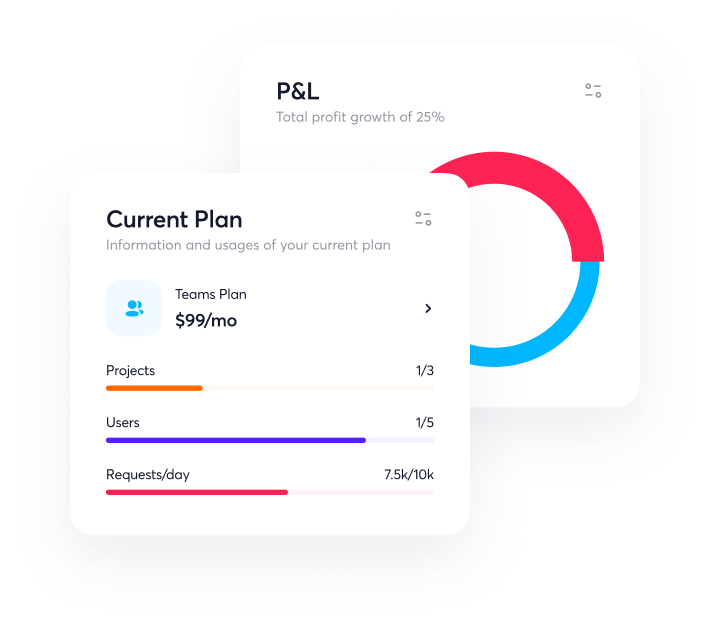 P&L
Total profit growth of 25%
Current Plan
Information and usages of your current plan
Teams Plan
$99/mo
Projects 1/3
Users 1/5
Requests/day 7.5k/10k